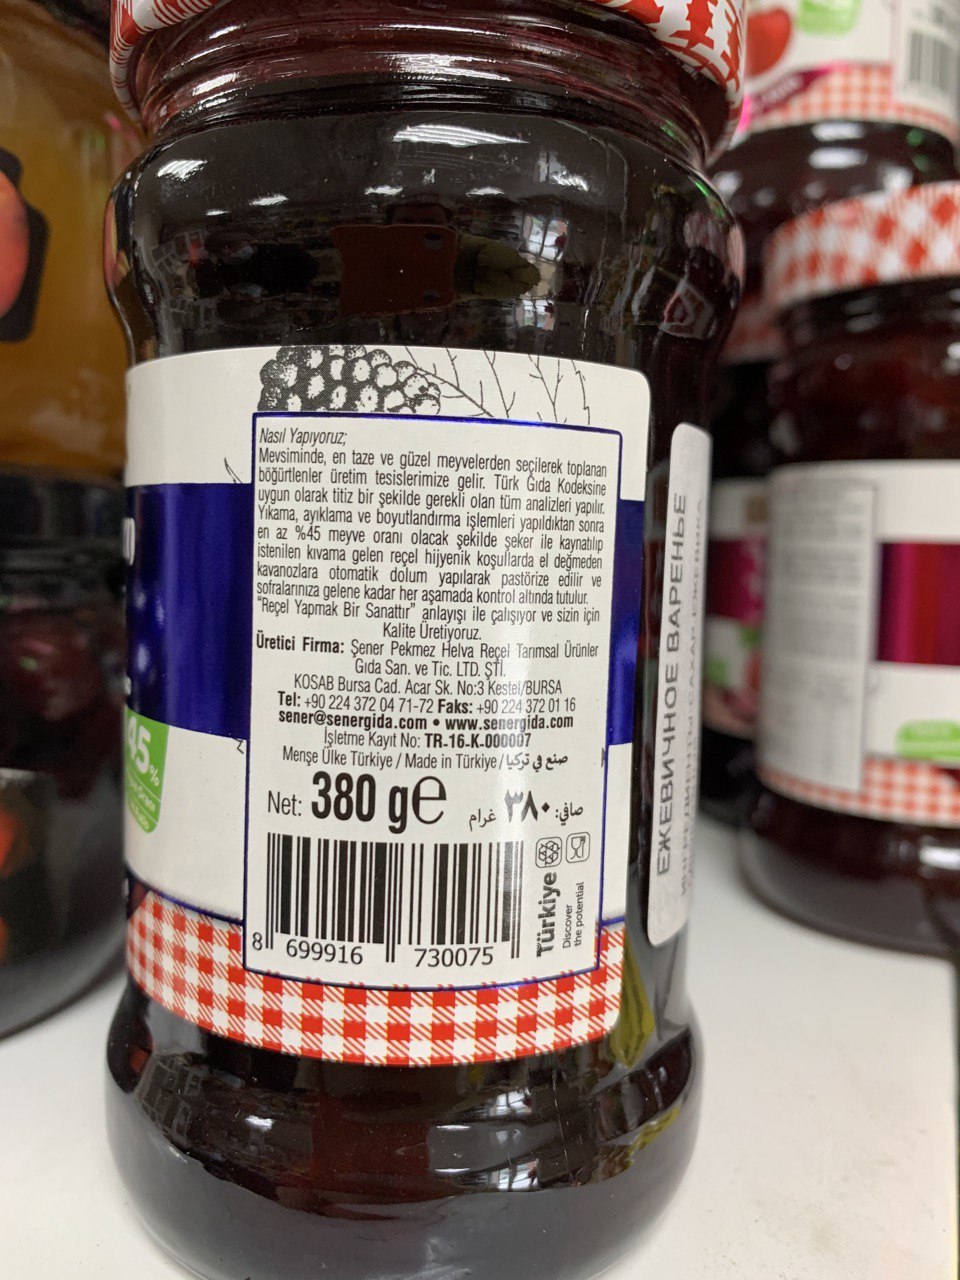 Nasıl Yapıyoruz;
Mevsiminde, en taze ve güzel meyvelerden seçilerek toplanan
böğürtlenler üretim tesislerimize gelir. Türk Gıda Kodeksine
uygun olarak titiz bir şekilde gerekli olan tüm analizleri yapılır.
Yıkama, ayıklama ve boyutlandırma işlemleri yapıldıktan sonra
en az %45 meyve oranı olacak şekilde şeker ile kaynatılıp
istenilen kıvama gelen reçel hijyenik koşullarda el değmeden
kavanozlara otomatik dolum yapılarak pastörize edilir ve
sofralarınıza gelene kadar her aşamada kontrol altında tutulur.
"Reçel Yapmak Bir Sanattır" anlayışı ile çalışıyor ve sizin için
Kalite Üretiyoruz.
Üretici Firma: Şener Pekmez Helva Reçel Tarımsal Ürünler
Gıda San. ve Tic. LTD. ŞTİ.
KOSAB Bursa Cad. Acar Sk. No:3 Kestel/BURSA
Tel: +90 224 372 04 71-72 Faks: +90 224 372 01 16
sener@senergida.com • www.senergida.com
İşletme Kayıt No: TR-16-K-000007
Menşe Ülke Türkiye / Made in Türkiye / صنع في تركيا
Net: 380 g℮ صافي: ٣٨٠ غرام
8 699916 730075
Türkiye
Discover
the potential
45%
ЕЖЕВИЧНОЕ ВАРЕНЬЕ